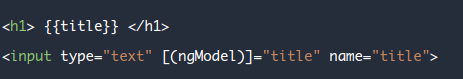 <h1> {{title}} </h1>
<input type="text" [(ngModel)]="title" name="title">